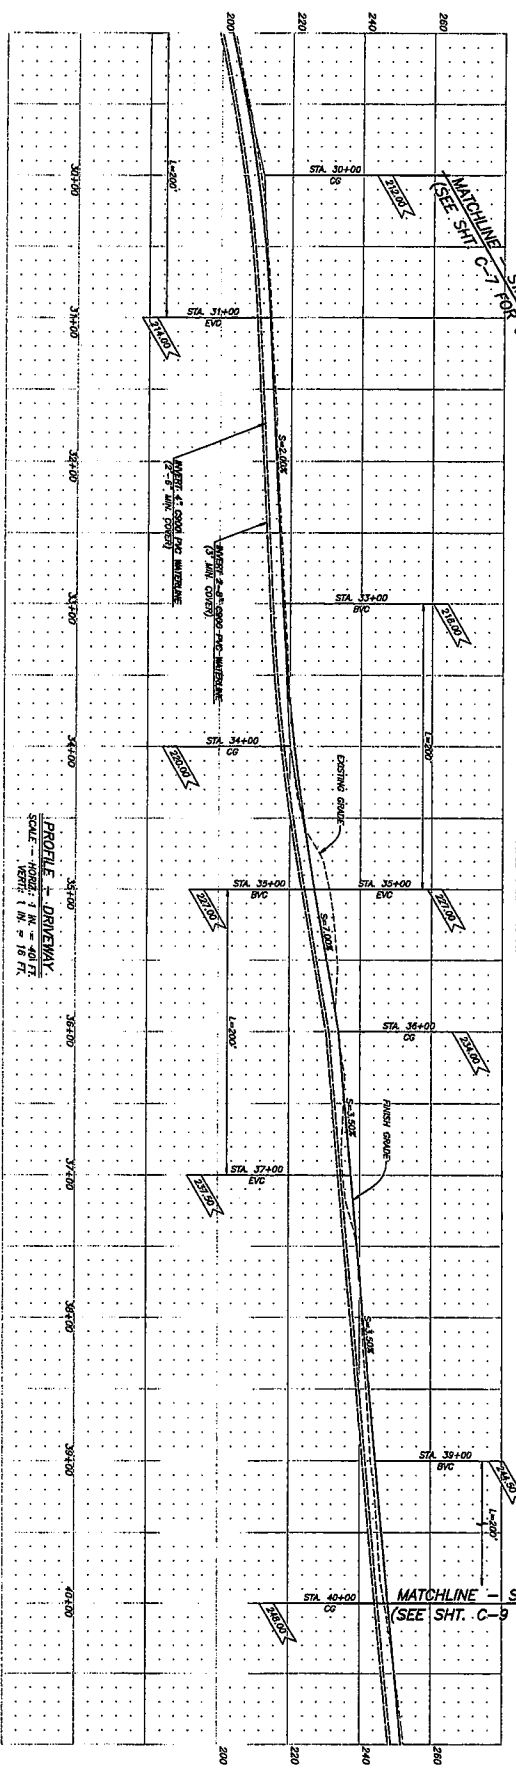 200
220
240
260
MATCHLINE -
(SEE SHT. C-7 FOR
STA. 30+00
CG
212.00
L=200'
30+00
STA. 31+00
EVC
214.00
31+00
S=2.00%
INVERT 4" C900 PVC WATERLINE
(2'-6" MIN. COVER)
32+00
INVERT 2-8" C900 PVC WATERLINE
(3' MIN. COVER)
STA. 33+00
BVC
218.00
33+00
L=200'
STA. 34+00
CG
220.00
34+00
EXISTING GRADE
STA. 35+00
BVC
227.00
STA. 35+00
EVC
227.00
35+00
S=7.00%
L=200'
STA. 36+00
CG
234.00
36+00
S=3.50%
FINISH GRADE
STA. 37+00
EVC
237.50
37+00
S=3.50%
38+00
STA. 39+00
BVC
244.50
39+00
L=200'
STA. 40+00
CG
248.00
40+00
MATCHLINE - S
(SEE SHT. C-9
200
220
240
260
PROFILE - DRIVEWAY
SCALE - HORIZ: 1 IN. = 40 FT.
VERT: 1 IN. = 16 FT.